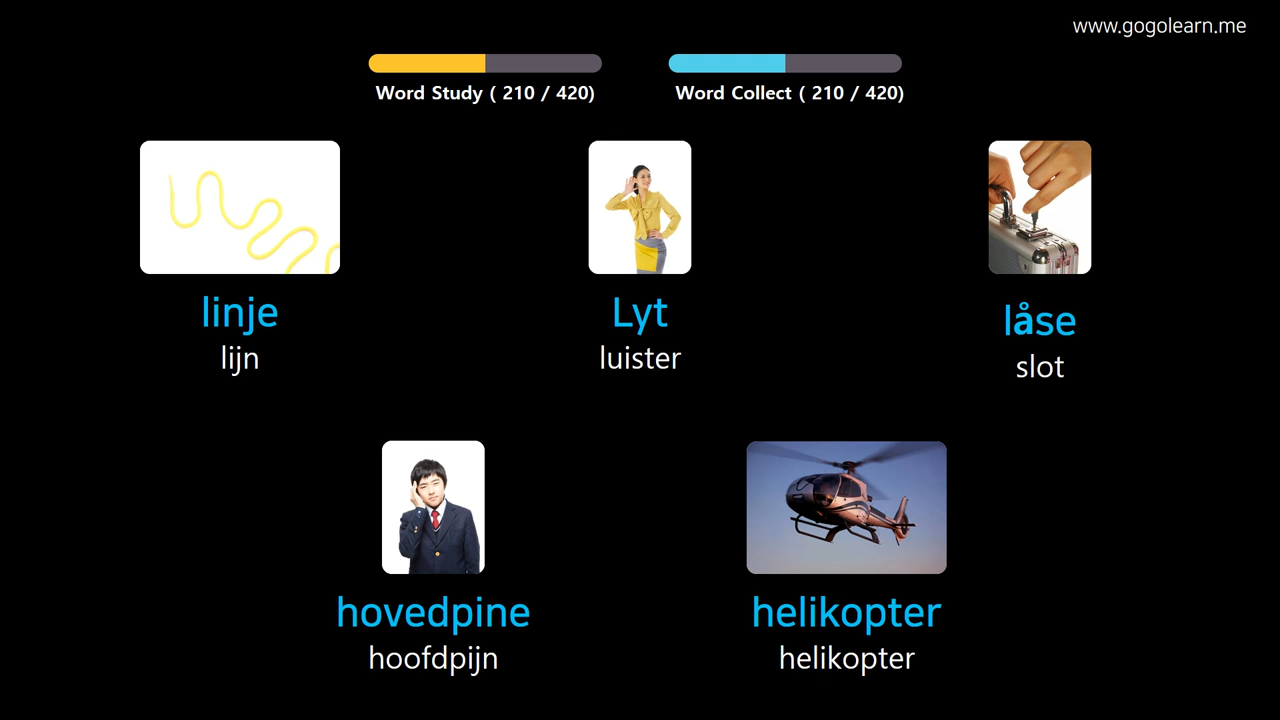 www.gogolearn.me
Word Study ( 210 / 420)
Word Collect ( 210 / 420)
linje
lijn
Lyt
luister
låse
slot
hovedpine
hoofdpijn
helikopter
helikopter